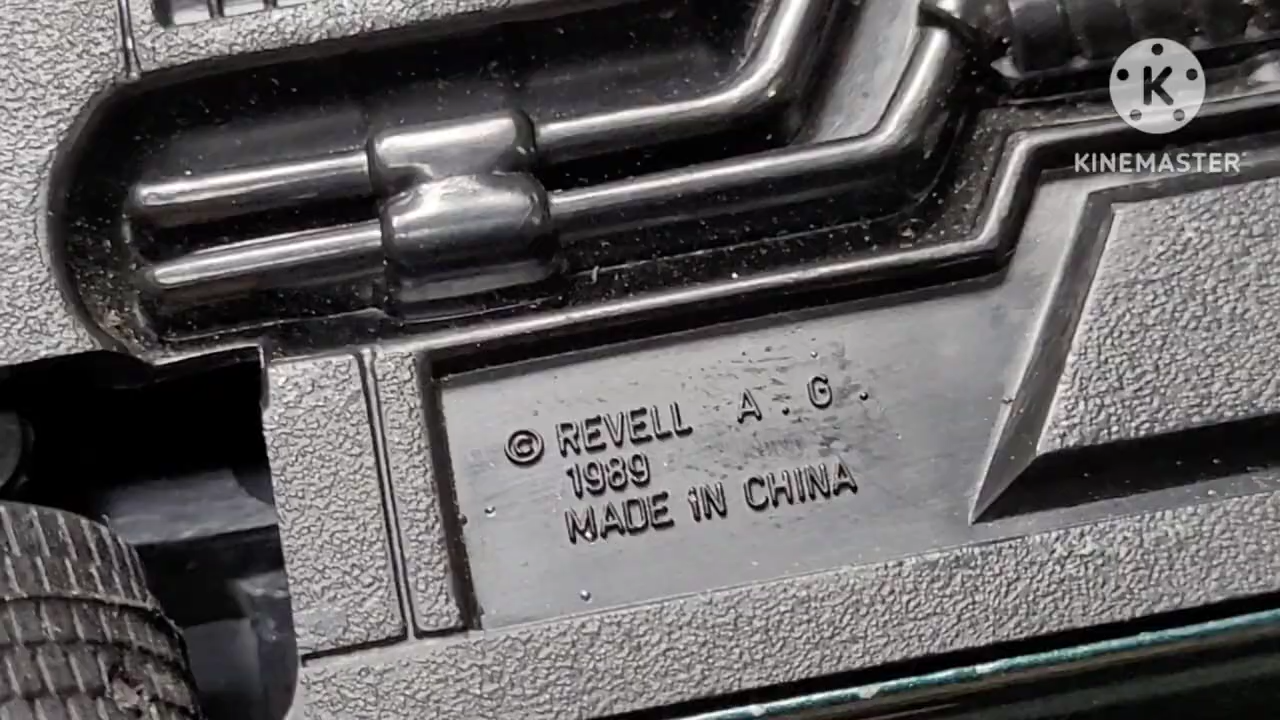 K
KINEMASTER
© REVELL A.G.
1989
MADE IN CHINA